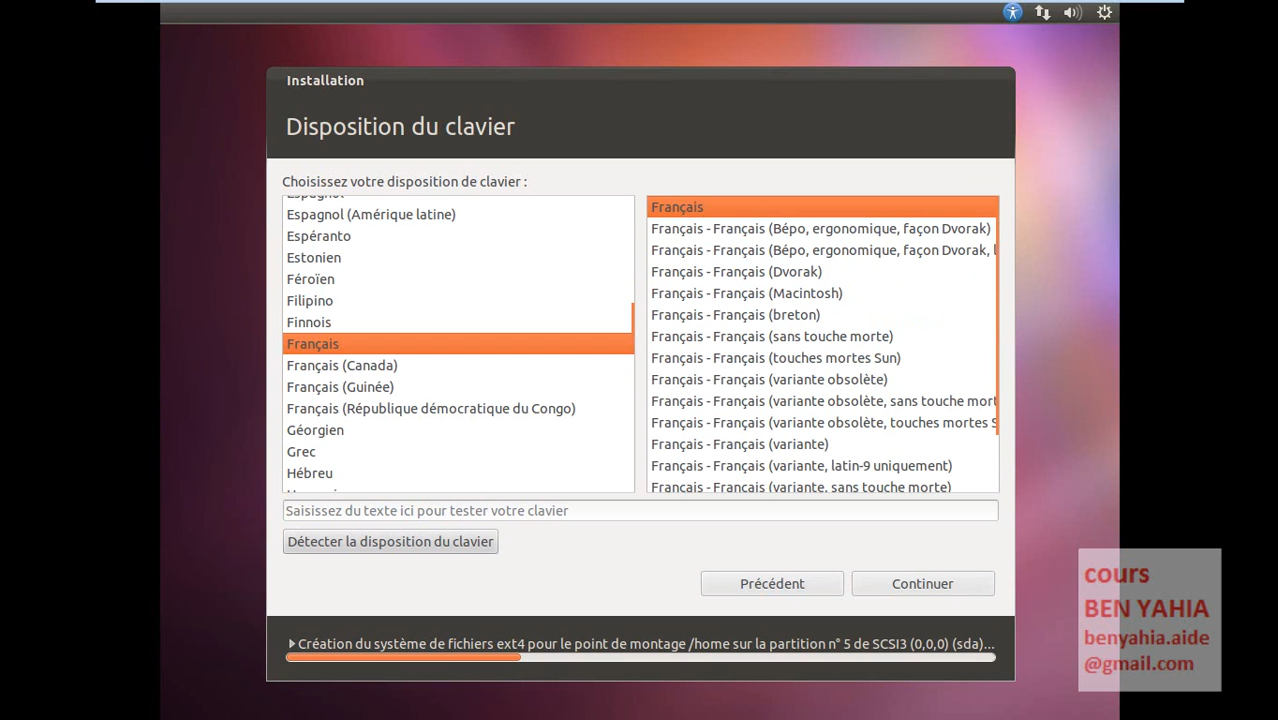 Installation
Disposition du clavier
Choisissez votre disposition de clavier :
Espagnol
Espagnol (Amérique latine)
Espéranto
Estonien
Féroïen
Filipino
Finnois
Français
Français (Canada)
Français (Guinée)
Français (République démocratique du Congo)
Géorgien
Grec
Hébreu
Français
Français - Français (Bépo, ergonomique, façon Dvorak)
Français - Français (Bépo, ergonomique, façon Dvorak, l
Français - Français (Dvorak)
Français - Français (Macintosh)
Français - Français (breton)
Français - Français (sans touche morte)
Français - Français (touches mortes Sun)
Français - Français (variante obsolète)
Français - Français (variante obsolète, sans touche mort
Français - Français (variante obsolète, touches mortes S
Français - Français (variante)
Français - Français (variante, latin-9 uniquement)
Français - Français (variante, sans touche morte)
Saisissez du texte ici pour tester votre clavier
Détecter la disposition du clavier
Précédent
Continuer
Création du système de fichiers ext4 pour le point de montage /home sur la partition n° 5 de SCSI3 (0,0,0) (sda)...
cours
BEN YAHIA
benyahia.aide
@gmail.com